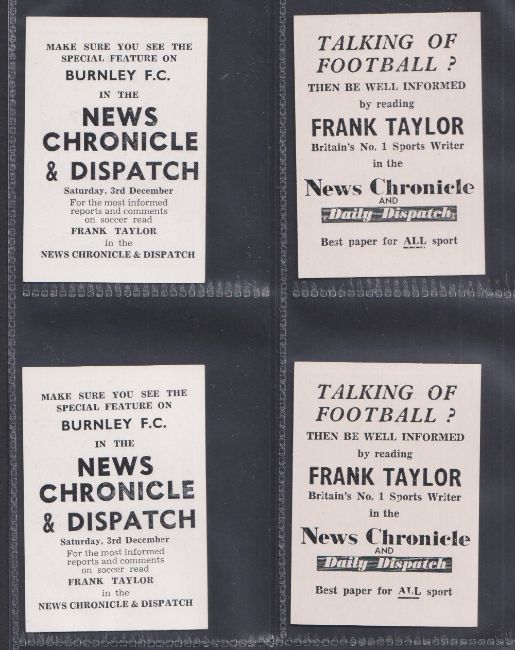 MAKE SURE YOU SEE THE
SPECIAL FEATURE ON
BURNLEY F.C.
IN THE
NEWS
CHRONICLE
& DISPATCH
Saturday, 3rd December
For the most informed
reports and comments
on soccer read
FRANK TAYLOR
in the
NEWS CHRONICLE & DISPATCH
TALKING OF
FOOTBALL ?
THEN BE WELL INFORMED
by reading
FRANK TAYLOR
Britain's No. 1 Sports Writer
in the
News Chronicle
AND
Daily Dispatch
Best paper for ALL sport
MAKE SURE YOU SEE THE
SPECIAL FEATURE ON
BURNLEY F.C.
IN THE
NEWS
CHRONICLE
& DISPATCH
Saturday, 3rd December
For the most informed
reports and comments
on soccer read
FRANK TAYLOR
in the
NEWS CHRONICLE & DISPATCH
TALKING OF
FOOTBALL ?
THEN BE WELL INFORMED
by reading
FRANK TAYLOR
Britain's No. 1 Sports Writer
in the
News Chronicle
AND
Daily Dispatch
Best paper for ALL sport